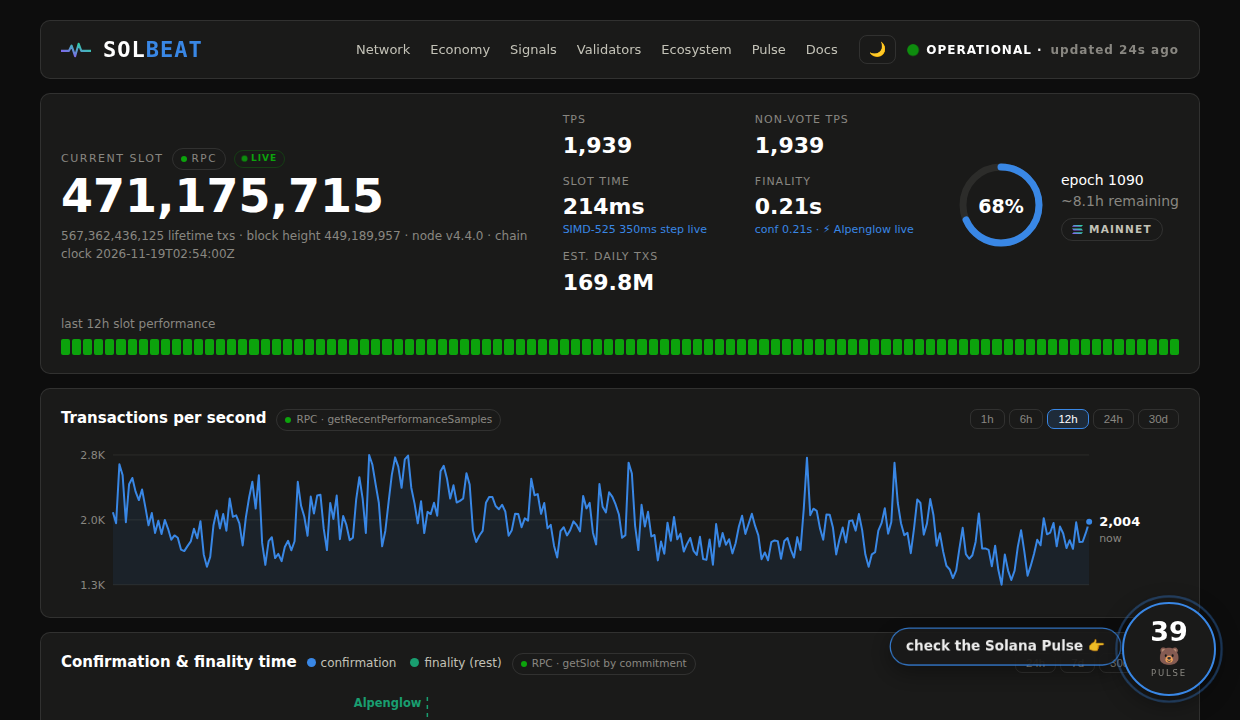 SOLBEAT
Network Economy Signals Validators Ecosystem Pulse Docs 🌙 OPERATIONAL · updated 24s ago
CURRENT SLOT RPC LIVE
471,175,715
567,362,436,125 lifetime txs · block height 449,189,957 · node v4.4.0 · chain
clock 2026-11-19T02:54:00Z
TPS
1,939
NON-VOTE TPS
1,939
SLOT TIME
214ms
SIMD-525 350ms step live
FINALITY
0.21s
conf 0.21s · ⚡ Alpenglow live
EST. DAILY TXS
169.8M
68%
epoch 1090
~8.1h remaining
MAINNET
last 12h slot performance
Transactions per second RPC · getRecentPerformanceSamples
1h 6h 12h 24h 30d
2.8K
2.0K
1.3K
2,004
now
Confirmation & finality time confirmation finality (rest) RPC · getSlot by commitment
Alpenglow
check the Solana Pulse 👉
39
🐻
PULSE